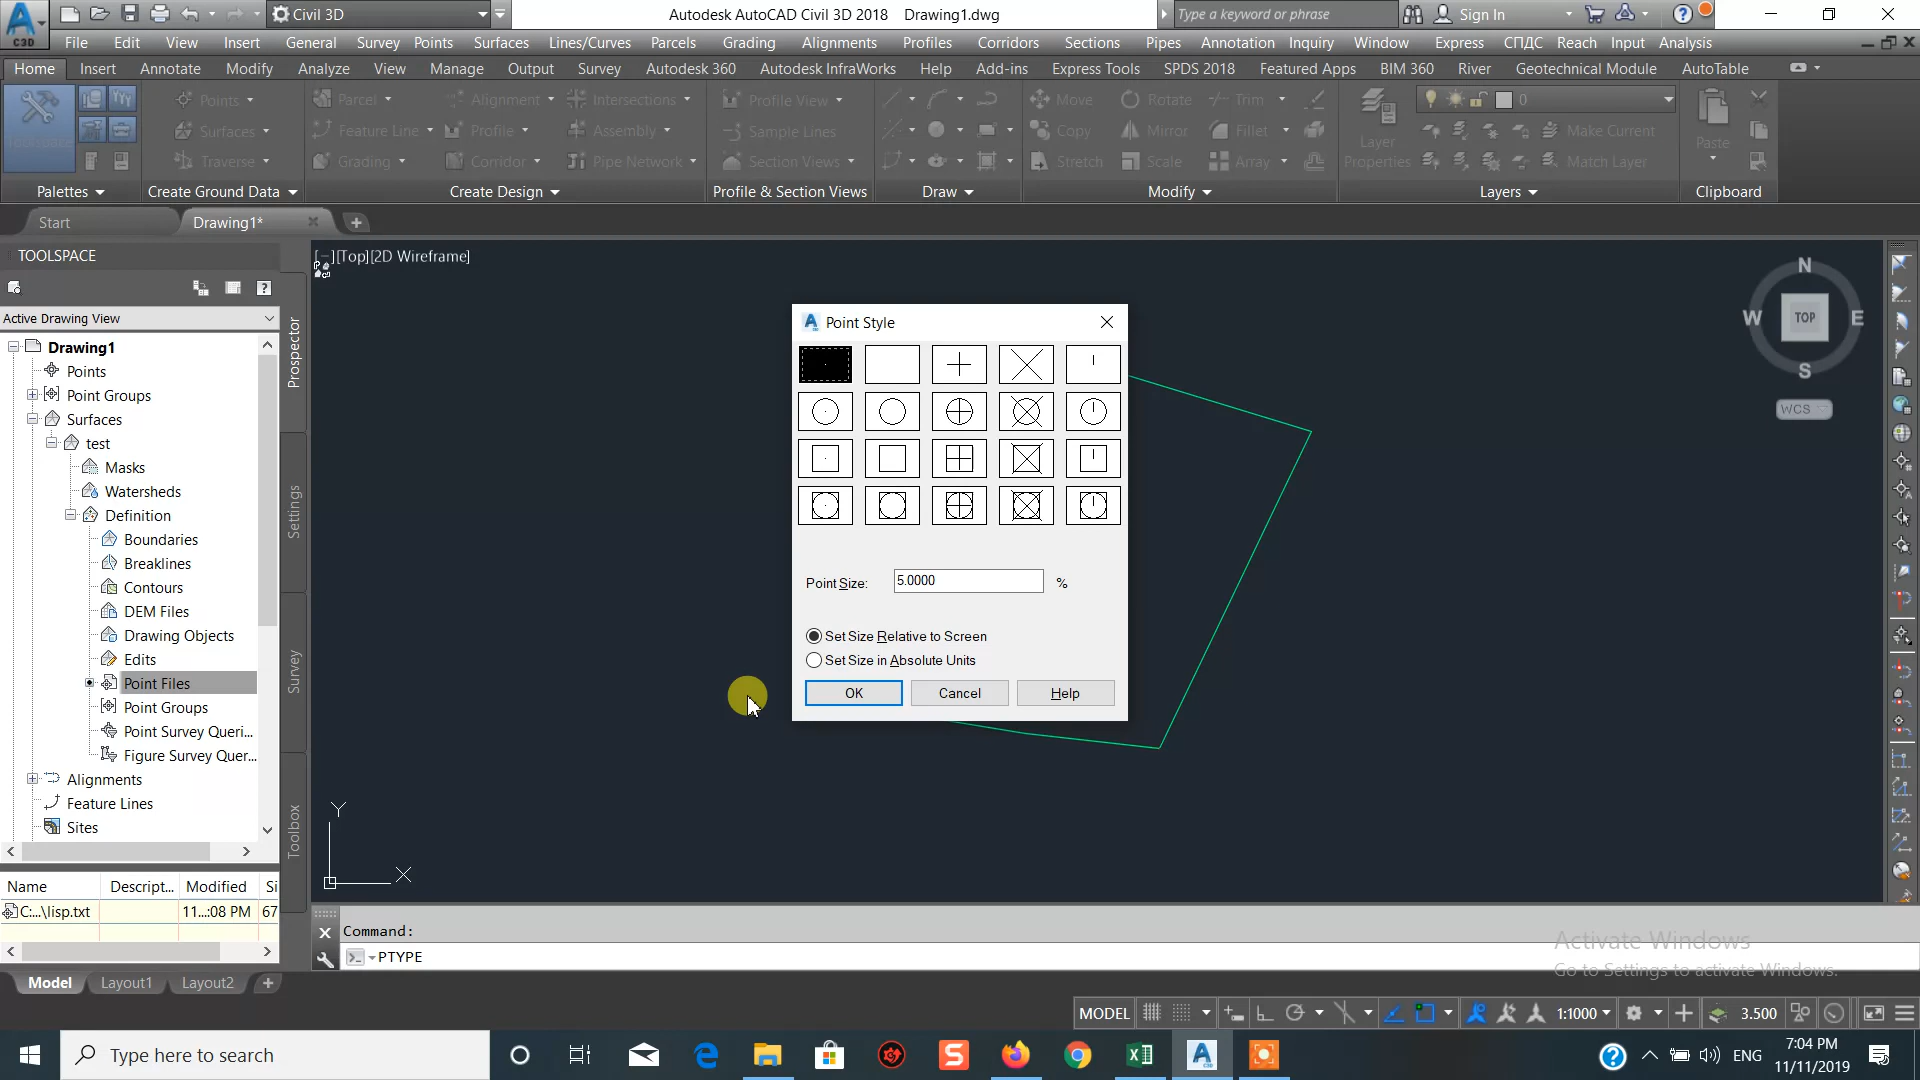 C3D
Civil 3D
Autodesk AutoCAD Civil 3D 2018 Drawing1.dwg
Type a keyword or phrase
Sign In
File Edit View Insert General Survey Points Surfaces Lines/Curves Parcels Grading Alignments Profiles Corridors Sections Pipes Annotation Inquiry Window Express СПДС Reach Input Analysis
Home Insert Annotate Modify Analyze View Manage Output Survey Autodesk 360 Autodesk InfraWorks Help Add-ins Express Tools SPDS 2018 Featured Apps BIM 360 River Geotechnical Module AutoTable
Points Parcel Alignment Intersections Profile View Move Rotate Trim 0
Surfaces Feature Line Profile Assembly Sample Lines Copy Mirror Fillet Layer Properties Make Current Paste
Traverse Grading Corridor Pipe Network Section Views Stretch Scale Array Match Layer
Palettes Create Ground Data Create Design Profile & Section Views Draw Modify Layers Clipboard
Start Drawing1*
TOOLSPACE
[−][Top][2D Wireframe]
Active Drawing View
Drawing1
Points
Point Groups
Surfaces
test
Masks
Watersheds
Definition
Boundaries
Breaklines
Contours
DEM Files
Drawing Objects
Edits
Point Files
Point Groups
Point Survey Queri...
Figure Survey Quer...
Alignments
Feature Lines
Sites
Prospector
Settings
Survey
Toolbox
Name Descript... Modified Si
C:...\lisp.txt 11...:08 PM 67
Point Style
Point Size: 5.0000 %
Set Size Relative to Screen
Set Size in Absolute Units
OK Cancel Help
N
W TOP E
S
WCS
Y
X
Command:
PTYPE
Activate Windows
Go to Settings to activate Windows.
Model Layout1 Layout2
MODEL 1:1000 3.500
Type here to search
ENG
7:04 PM
11/11/2019